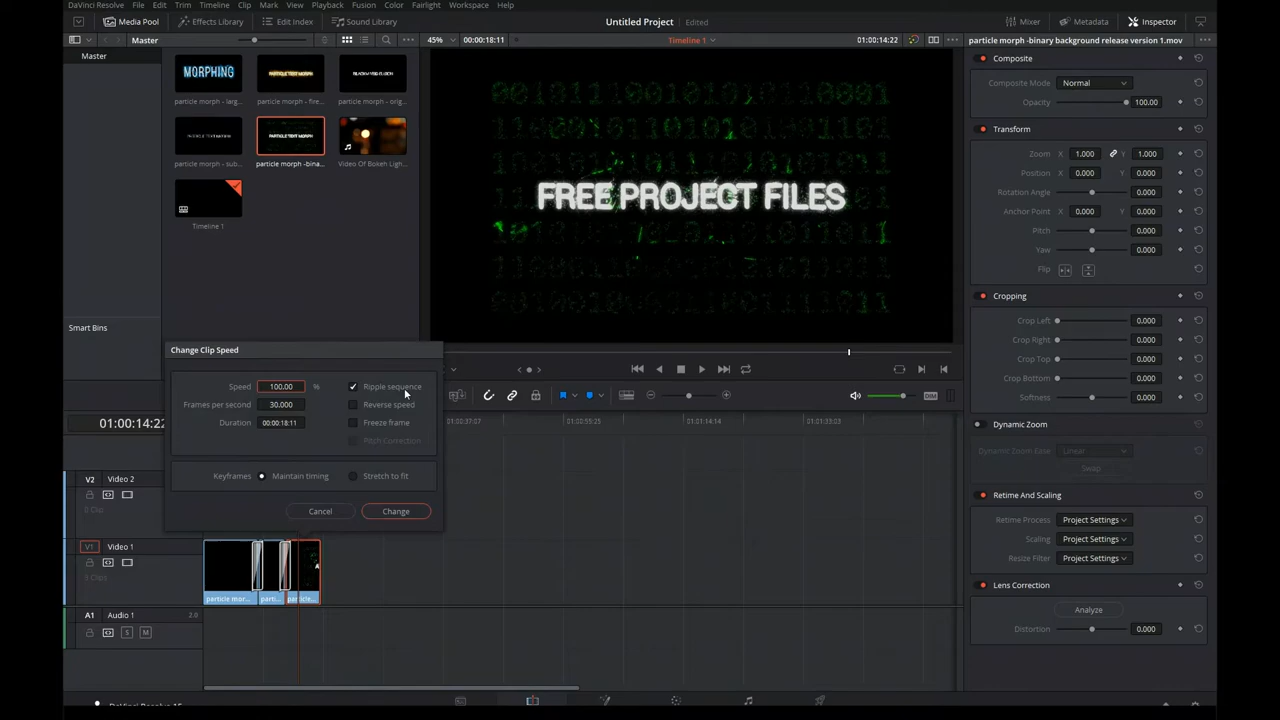 DaVinci Resolve File Edit Trim Timeline Clip Mark View Playback Fusion Color Fairlight Workspace Help
Media Pool Effects Library Edit Index Sound Library Untitled Project Edited Mixer Metadata Inspector
Master 45% 00:00:18:11 Timeline 1 01:00:14:22 particle morph -binary background release version 1.mov
Master
MORPHING
particle morph - larg...
particle morph - fire...
particle morph - orig...
PARTICLE TEXT MORPH
particle morph - sub...
particle morph -bina...
Video Of Bokeh Ligh...
Timeline 1
Smart Bins
FREE PROJECT FILES
Composite
Composite Mode Normal
Opacity 100.00
Transform
Zoom X 1.000 Y 1.000
Position X 0.000 Y 0.000
Rotation Angle 0.000
Anchor Point X 0.000 Y 0.000
Pitch 0.000
Yaw 0.000
Flip
Cropping
Crop Left 0.000
Crop Right 0.000
Crop Top 0.000
Crop Bottom 0.000
Softness 0.000
Dynamic Zoom
Dynamic Zoom Ease Linear
Swap
Retime And Scaling
Retime Process Project Settings
Scaling Project Settings
Resize Filter Project Settings
Lens Correction
Analyze
Distortion 0.000
Change Clip Speed
Speed 100.00 % Ripple sequence
Frames per second 30.000 Reverse speed
Duration 00:00:18:11 Freeze frame
Pitch Correction
Keyframes Maintain timing Stretch to fit
Cancel Change
DIM
01:00:14:22 01:00:37:07 01:00:55:25 01:01:14:14 01:01:33:02
V2 Video 2
0 Clip
V1 Video 1
3 Clips
particle mor... parti... particle...
A1 Audio 1 2.0
S M
DaVinci Resolve 15